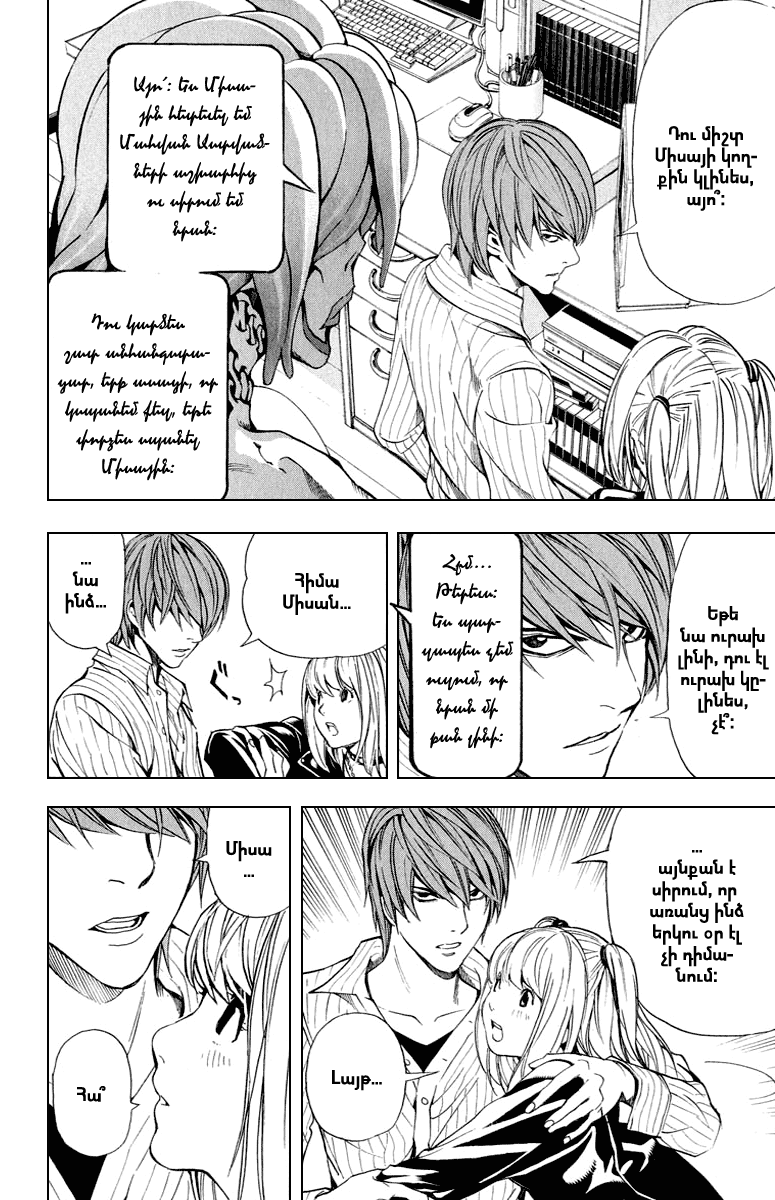 Դու միշտ
Միսայի կող-
քին կլինես,
այո՞:
Այո՛: Ես Միսա-
յին հետևել եմ
Մահվան Աստված-
ների աշխարհից
ու սիրում եմ
նրան:
Դու կարծես
շատ անհանգստա-
ցար, երբ ասացի, որ
կսպանեմ քեզ, եթե
փորձես սպանել
Միսային:
Եթե
նա ուրախ
լինի, դու էլ
ուրախ կը-
լինես,
չէ՞:
Հըմ...
Թերևս:
Ես պար-
զապես չեմ
ուզում, որ
նրան մի
բան լինի:
Հիմա
Միսան...
...
նա
ինձ...
...
այնքան է
սիրում, որ
առանց ինձ
երկու օր էլ
չի դիմա-
նում:
Լայթ...
Միսա
...
Հա՞